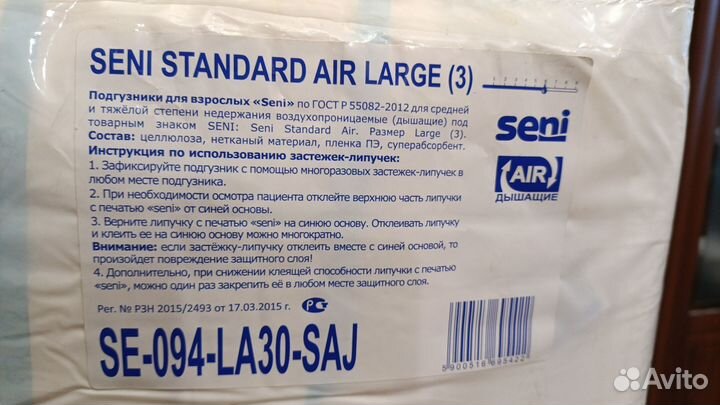 SENI STANDARD AIR LARGE (3)
Подгузники для взрослых «Seni» по ГОСТ Р 55082-2012 для средней
и тяжёлой степени недержания воздухопроницаемые (дышащие) под
товарным знаком SENI: Seni Standard Air. Размер Large (3).
Состав: целлюлоза, нетканый материал, пленка ПЭ, суперабсорбент.
Инструкция по использованию застежек-липучек:
1. Зафиксируйте подгузник с помощью многоразовых застежек-липучек в
любом месте подгузника.
2. При необходимости осмотра пациента отклейте верхнюю часть липучки
с печатью «seni» от синей основы.
3. Верните липучку с печатью «seni» на синюю основу. Отклеивать липучку
и клеить ее на синюю основу можно многократно.
Внимание: если застёжку-липучку отклеить вместе с синей основой, то
произойдет повреждение защитного слоя!
4. Дополнительно, при снижении клеящей способности липучки с печатью
«seni», можно один раз закрепить её в любом месте защитного слоя!
Рег. № РЗН 2015/2493 от 17.03.2015 г.
SE-094-LA30-SAJ
seni
AIR
ДЫШАЩИЕ
5900516695422
Avito